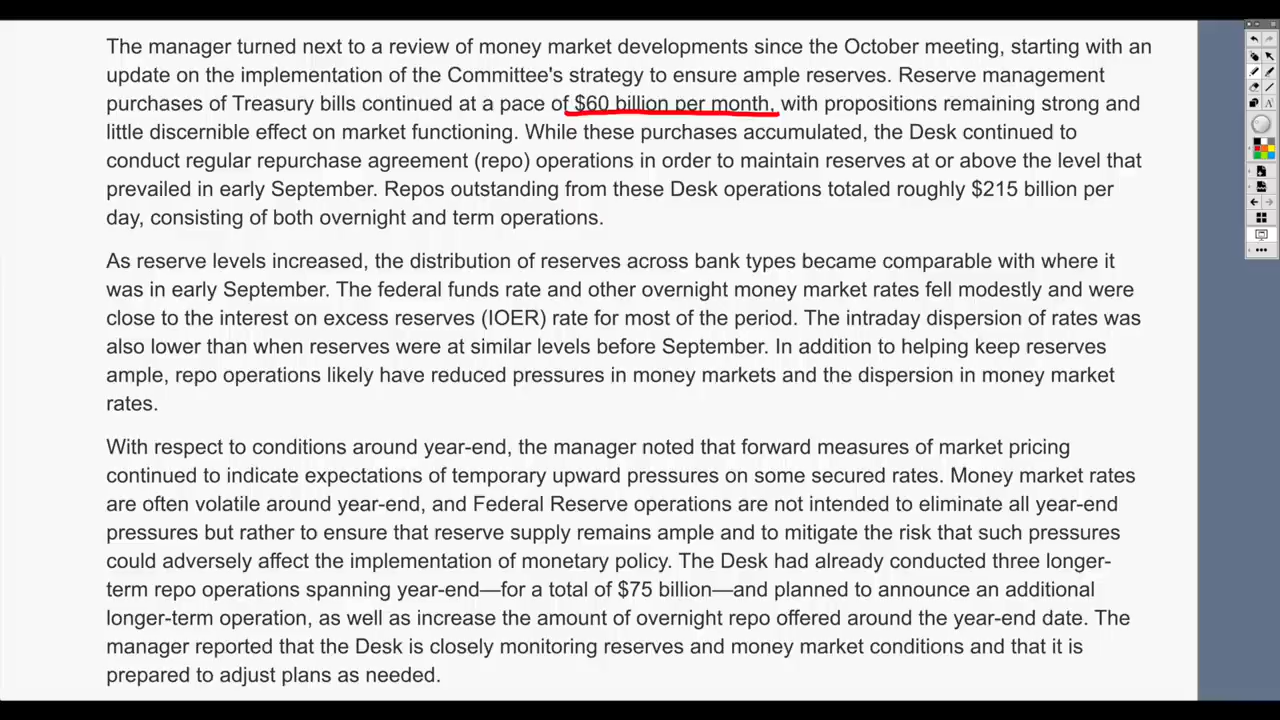 The manager turned next to a review of money market developments since the October meeting, starting with an
update on the implementation of the Committee's strategy to ensure ample reserves. Reserve management
purchases of Treasury bills continued at a pace of $60 billion per month, with propositions remaining strong and
little discernible effect on market functioning. While these purchases accumulated, the Desk continued to
conduct regular repurchase agreement (repo) operations in order to maintain reserves at or above the level that
prevailed in early September. Repos outstanding from these Desk operations totaled roughly $215 billion per
day, consisting of both overnight and term operations.
As reserve levels increased, the distribution of reserves across bank types became comparable with where it
was in early September. The federal funds rate and other overnight money market rates fell modestly and were
close to the interest on excess reserves (IOER) rate for most of the period. The intraday dispersion of rates was
also lower than when reserves were at similar levels before September. In addition to helping keep reserves
ample, repo operations likely have reduced pressures in money markets and the dispersion in money market
rates.
With respect to conditions around year-end, the manager noted that forward measures of market pricing
continued to indicate expectations of temporary upward pressures on some secured rates. Money market rates
are often volatile around year-end, and Federal Reserve operations are not intended to eliminate all year-end
pressures but rather to ensure that reserve supply remains ample and to mitigate the risk that such pressures
could adversely affect the implementation of monetary policy. The Desk had already conducted three longer-
term repo operations spanning year-end—for a total of $75 billion—and planned to announce an additional
longer-term operation, as well as increase the amount of overnight repo offered around the year-end date. The
manager reported that the Desk is closely monitoring reserves and money market conditions and that it is
prepared to adjust plans as needed.